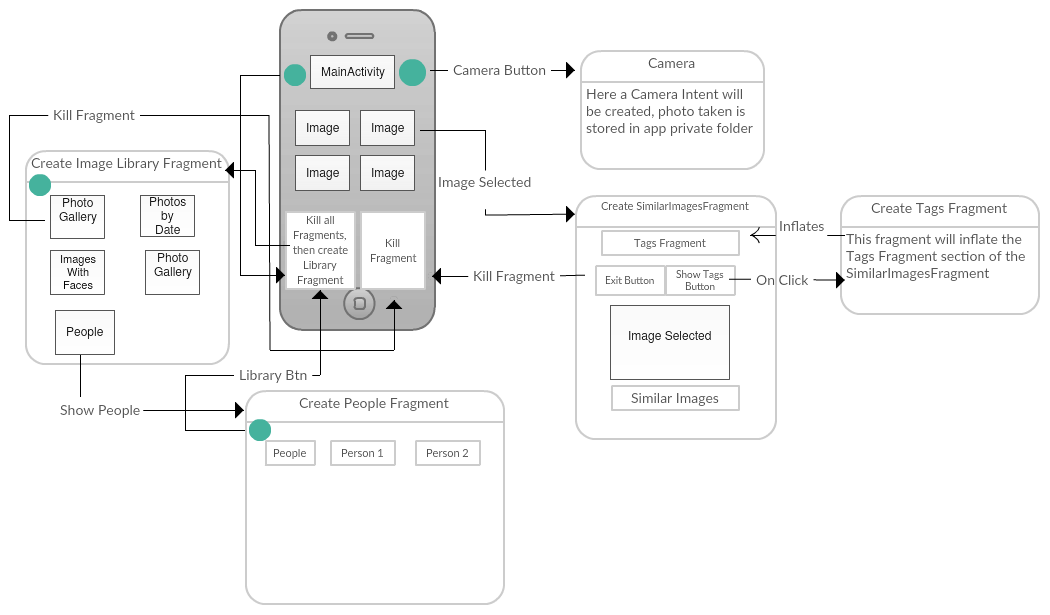 MainActivity
Camera Button
Camera
Here a Camera Intent will
be created, photo taken is
stored in app private folder
Kill Fragment
Image
Image
Image
Image
Image Selected
Create Image Library Fragment
Photo
Gallery
Photos
by
Date
Images
With
Faces
Photo
Gallery
People
Show People
Kill all
Fragments,
then create
Library
Fragment
Kill
Fragment
Kill Fragment
Create SimilarImagesFragment
Tags Fragment
Exit Button
Show Tags
Button
Image Selected
Similar Images
Inflates
On Click
Create Tags Fragment
This fragment will inflate the
Tags Fragment section of the
SimilarImagesFragment
Library Btn
Create People Fragment
People
Person 1
Person 2